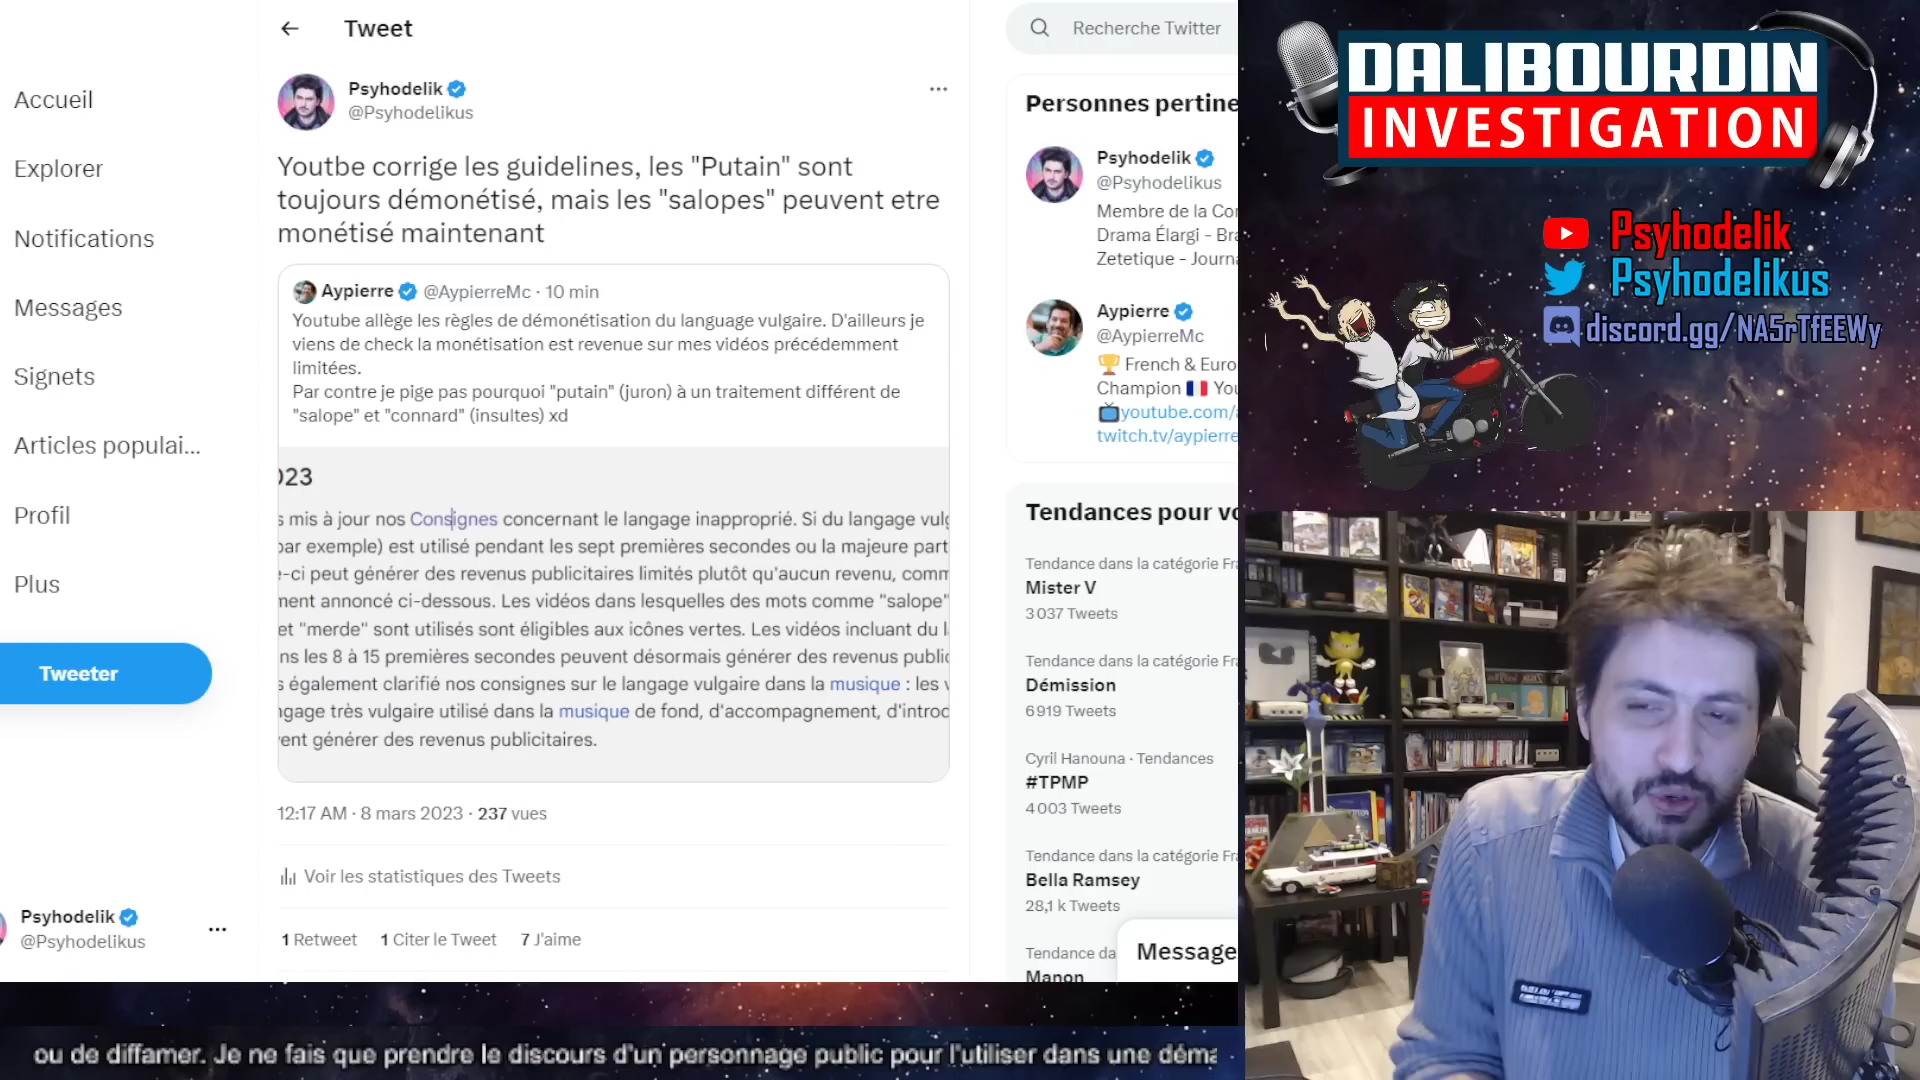 Tweet
Recherche Twitter
Accueil
Explorer
Notifications
Messages
Signets
Articles populai...
Profil
Plus
Tweeter
Psyhodelik
@Psyhodelikus
Psyhodelik
@Psyhodelikus
Youtbe corrige les guidelines, les "Putain" sont
toujours démonétisé, mais les "salopes" peuvent etre
monétisé maintenant
Aypierre @AypierreMc · 10 min
Youtube allège les règles de démonétisation du language vulgaire. D'ailleurs je
viens de check la monétisation est revenue sur mes vidéos précédemment
limitées.
Par contre je pige pas pourquoi "putain" (juron) à un traitement différent de
"salope" et "connard" (insultes) xd
023
s mis à jour nos Consignes concernant le langage inapproprié. Si du langage vulg
par exemple) est utilisé pendant les sept premières secondes ou la majeure part
e-ci peut générer des revenus publicitaires limités plutôt qu'aucun revenu, comm
ment annoncé ci-dessous. Les vidéos dans lesquelles des mots comme "salope"
et "merde" sont utilisés sont éligibles aux icônes vertes. Les vidéos incluant du l
ns les 8 à 15 premières secondes peuvent désormais générer des revenus public
s également clarifié nos consignes sur le langage vulgaire dans la musique : les v
ngage très vulgaire utilisé dans la musique de fond, d'accompagnement, d'introd
vent générer des revenus publicitaires.
12:17 AM · 8 mars 2023 · 237 vues
Voir les statistiques des Tweets
1 Retweet 1 Citer le Tweet 7 J'aime
Personnes pertine
Psyhodelik
@Psyhodelikus
Membre de la Cor
Drama Élargi - Bra
Zetetique - Journa
Aypierre
@AypierreMc
French & Euro
Champion You
youtube.com/a
twitch.tv/aypierre
Tendances pour vo
Tendance dans la catégorie Fra
Mister V
3 037 Tweets
Tendance dans la catégorie Fra
Démission
6 919 Tweets
Cyril Hanouna · Tendances
#TPMP
4 003 Tweets
Tendance dans la catégorie Fra
Bella Ramsey
28,1 k Tweets
Tendance da
Manon
Message
DALIBOURDIN
INVESTIGATION
Psyhodelik
Psyhodelikus
discord.gg/NA5rTfEEWy
ou de diffamer. Je ne fais que prendre le discours d'un personnage public pour l'utiliser dans une déma